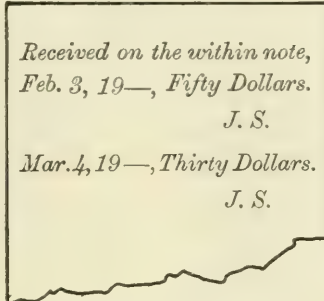 Received on the within note,
Feb. 3, 19—, Fifty Dollars.
J. S.
Mar. 4, 19—, Thirty Dollars.
J. S.